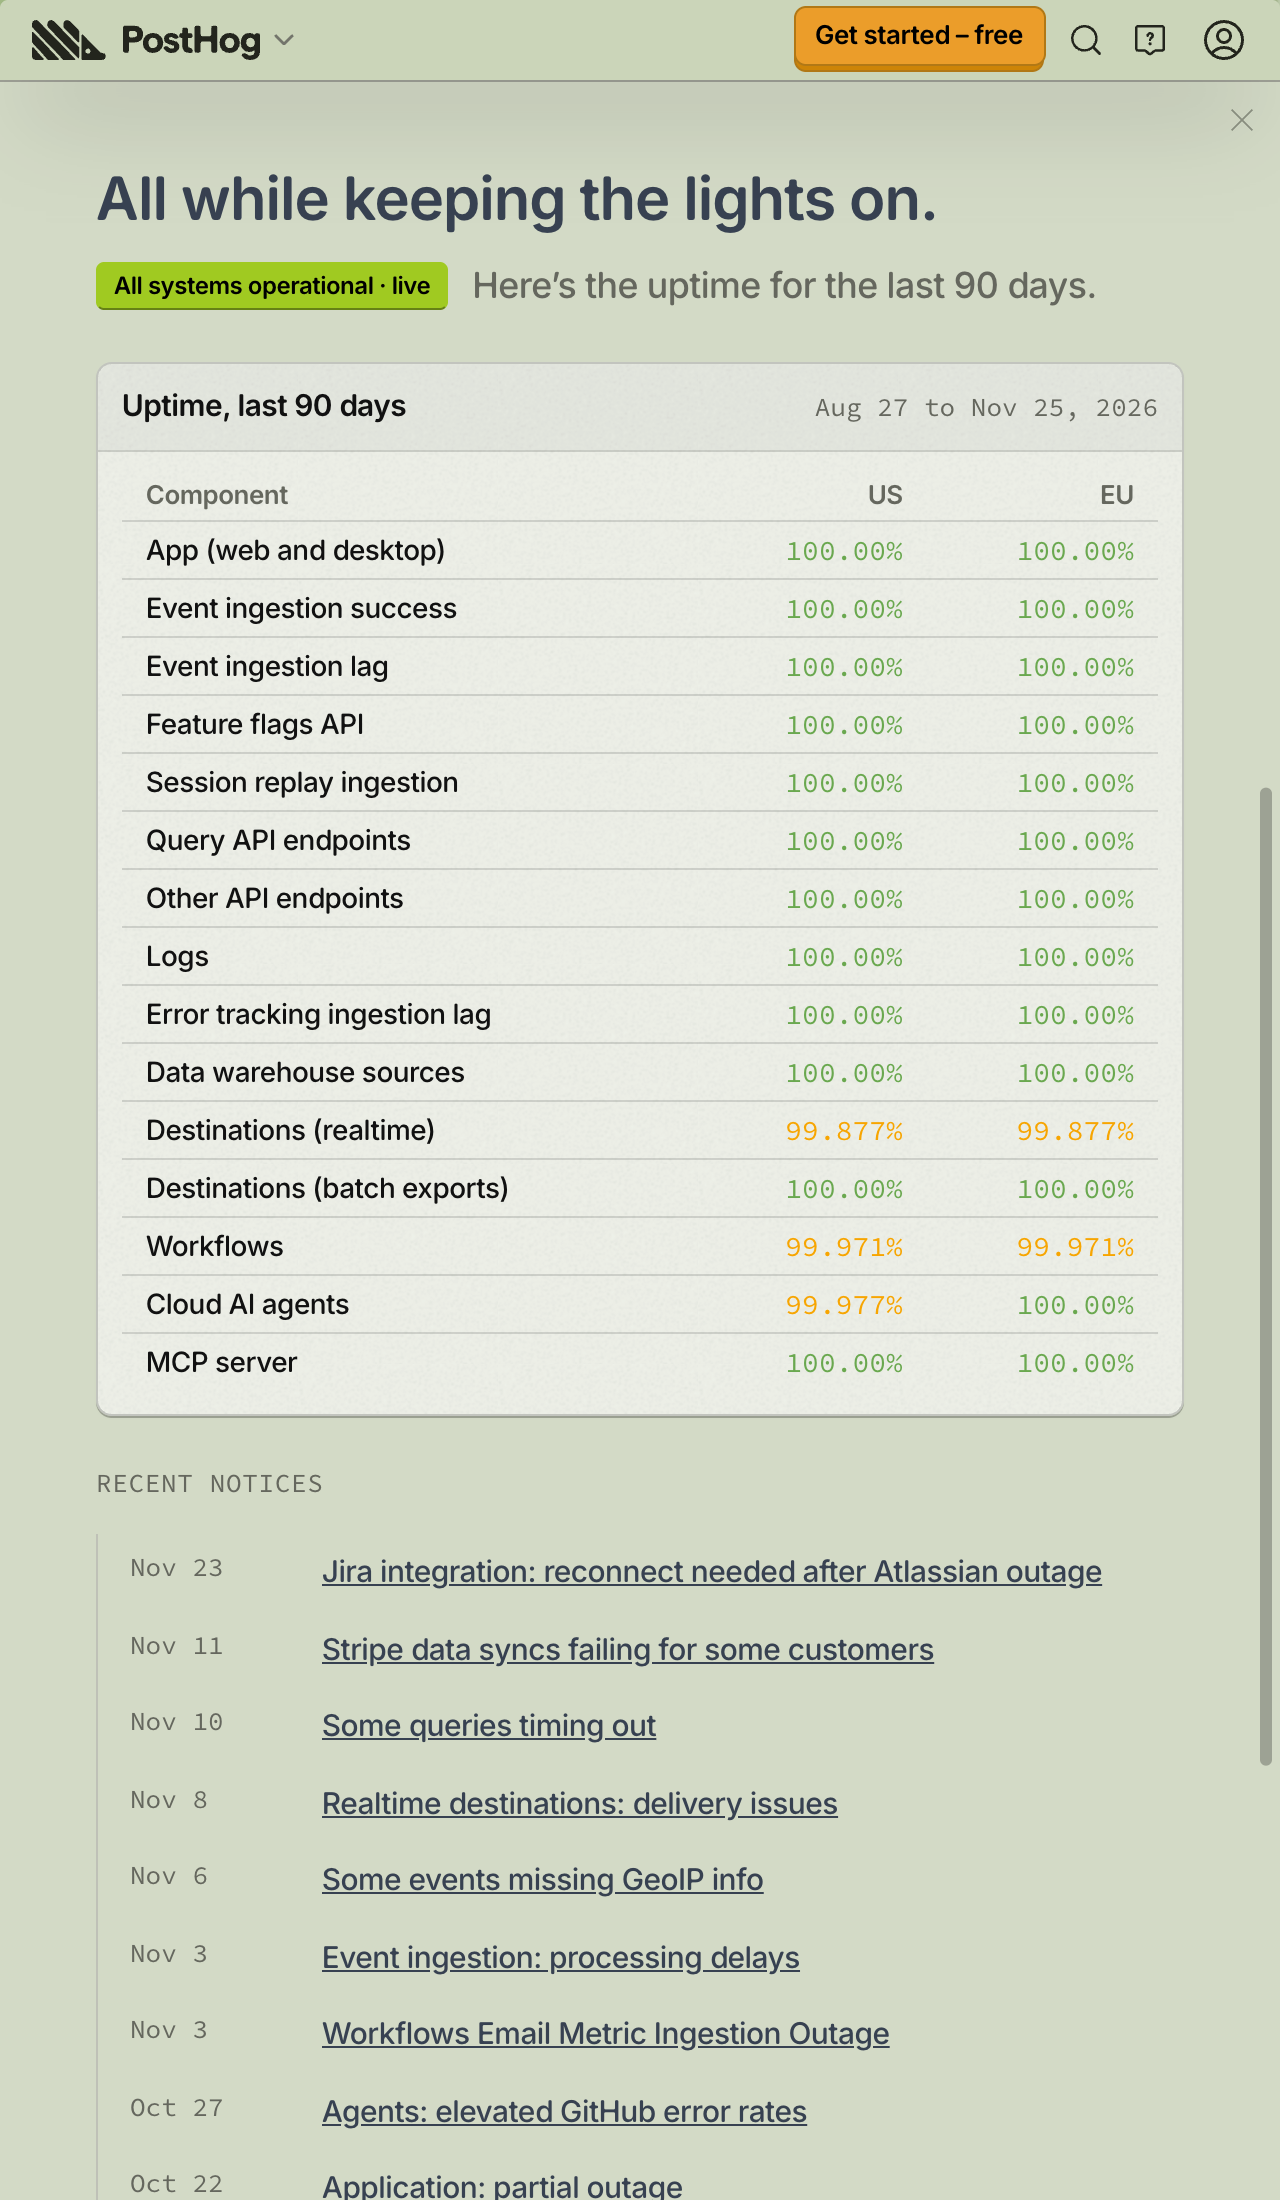 PostHog
Get started – free
All while keeping the lights on.
All systems operational · live
Here’s the uptime for the last 90 days.
Uptime, last 90 days
Aug 27 to Nov 25, 2026
Component US EU
App (web and desktop) 100.00% 100.00%
Event ingestion success 100.00% 100.00%
Event ingestion lag 100.00% 100.00%
Feature flags API 100.00% 100.00%
Session replay ingestion 100.00% 100.00%
Query API endpoints 100.00% 100.00%
Other API endpoints 100.00% 100.00%
Logs 100.00% 100.00%
Error tracking ingestion lag 100.00% 100.00%
Data warehouse sources 100.00% 100.00%
Destinations (realtime) 99.877% 99.877%
Destinations (batch exports) 100.00% 100.00%
Workflows 99.971% 99.971%
Cloud AI agents 99.977% 100.00%
MCP server 100.00% 100.00%
RECENT NOTICES
Nov 23 Jira integration: reconnect needed after Atlassian outage
Nov 11 Stripe data syncs failing for some customers
Nov 10 Some queries timing out
Nov 8 Realtime destinations: delivery issues
Nov 6 Some events missing GeoIP info
Nov 3 Event ingestion: processing delays
Nov 3 Workflows Email Metric Ingestion Outage
Oct 27 Agents: elevated GitHub error rates
Oct 22 Application: partial outage